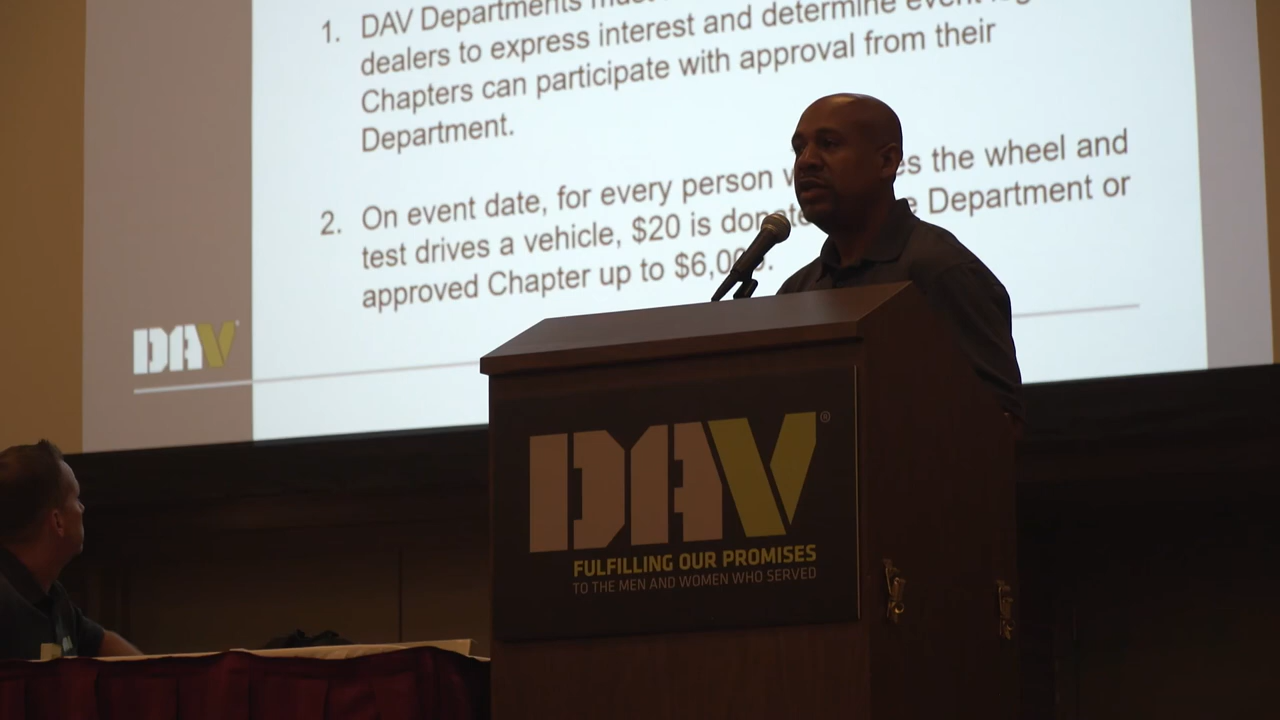 1. DAV Departments must
dealers to express interest and determine event
Chapters can participate with approval from their
Department.
2. On event date, for every person the wheel and
test drives a vehicle, $20 is Department or
approved Chapter up to
DAV
DAV®
FULFILLING OUR PROMISES
TO THE MEN AND WOMEN WHO SERVED